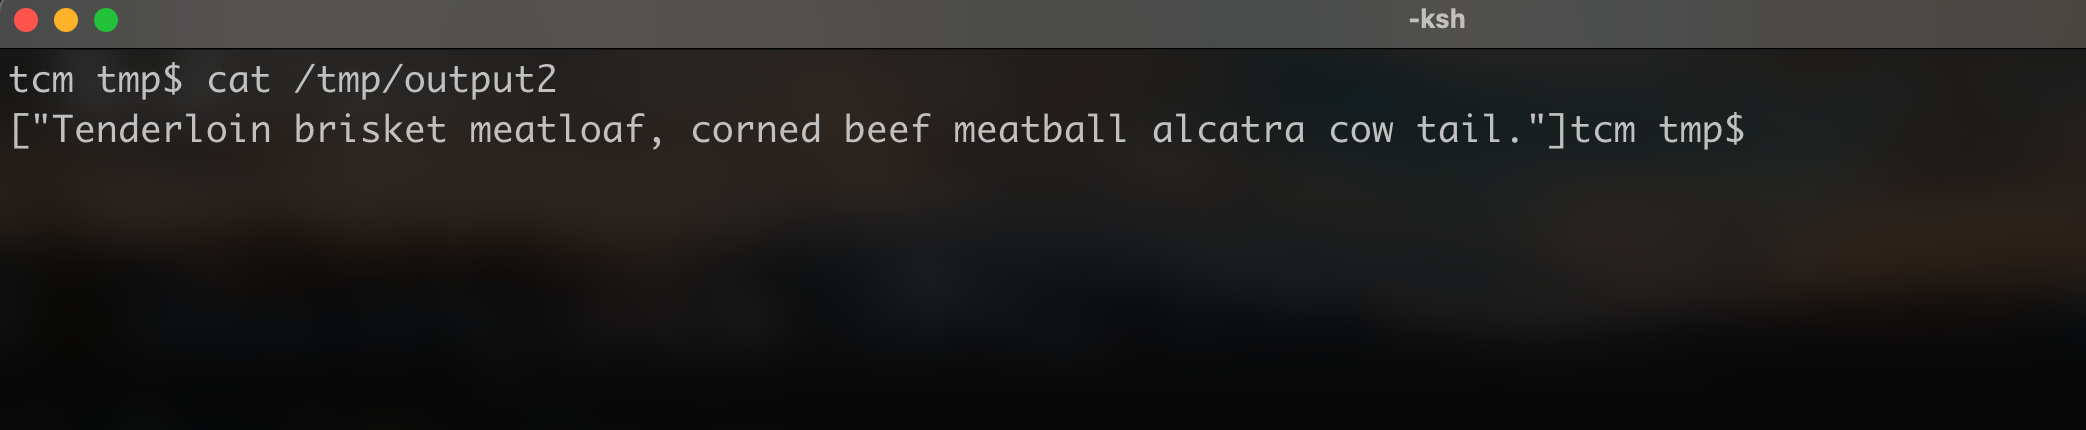 -ksh
tcm tmp$ cat /tmp/output2
["Tenderloin brisket meatloaf, corned beef meatball alcatra cow tail."]tcm tmp$